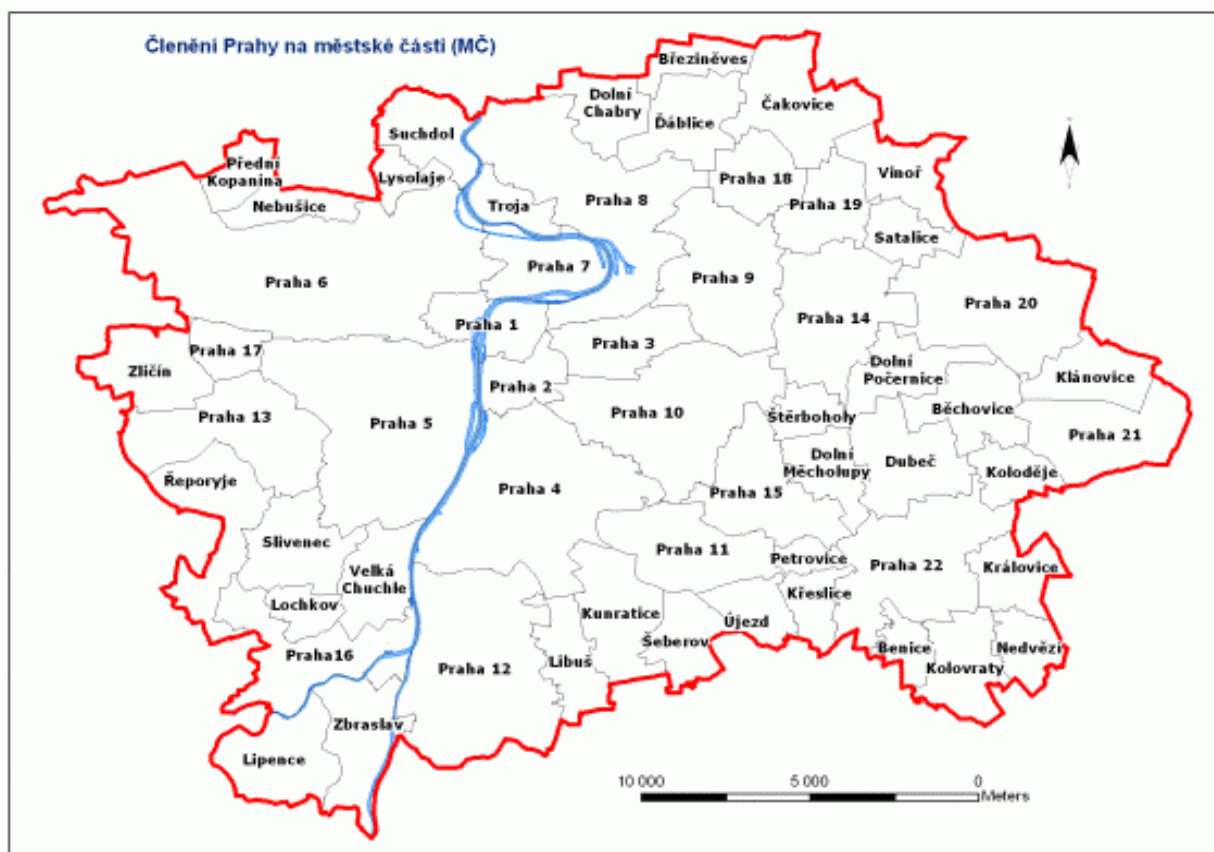 Členění Prahy na městské části (MČ)
Březiněves
Dolní
Chabry
Čakovice
Ďáblice
Suchdol
Přední
Kopanina
Lysolaje
Nebušice
Troja
Praha 8
Praha 18
Vinoř
Praha 19
Satalice
Praha 6
Praha 7
Praha 9
Praha 20
Praha 1
Praha 14
Praha 3
Praha 17
Zličín
Praha 2
Dolní
Počernice
Klánovice
Praha 13
Praha 5
Praha 10
Štěrboholy
Běchovice
Praha 21
Řeporyje
Dolní
Měcholupy
Dubeč
Koloděje
Praha 4
Praha 15
Slivenec
Praha 11
Petrovice
Praha 22
Královice
Velká
Chuchle
Křeslice
Lochkov
Kunratice
Újezd
Šeberov
Praha16
Praha 12
Libuš
Benice
Nedvězí
Kolovraty
Zbraslav
Lipence
10 000 5 000 0
Meters